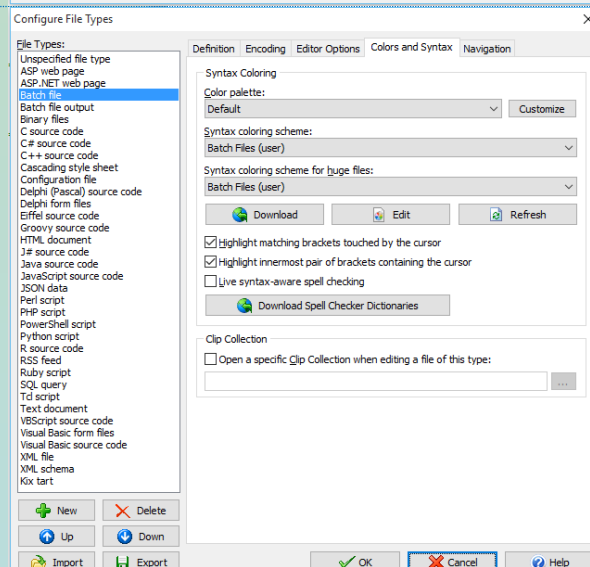 Configure File Types
File Types:
Unspecified file type
ASP web page
ASP.NET web page
Batch file
Batch file output
Binary files
C source code
C# source code
C++ source code
Cascading style sheet
Configuration file
Delphi (Pascal) source code
Delphi form files
Eiffel source code
Groovy source code
HTML document
J# source code
Java source code
JavaScript source code
JSON data
Perl script
PHP script
PowerShell script
Python script
R source code
RSS feed
Ruby script
SQL query
Tcl script
Text document
VBScript source code
Visual Basic form files
Visual Basic source code
XML file
XML schema
Kix tart
New Delete
Up Down
Import Export
Definition Encoding Editor Options Colors and Syntax Navigation
Syntax Coloring
Color palette:
Default Customize
Syntax coloring scheme:
Batch Files (user)
Syntax coloring scheme for huge files:
Batch Files (user)
Download Edit Refresh
Highlight matching brackets touched by the cursor
Highlight innermost pair of brackets containing the cursor
Live syntax-aware spell checking
Download Spell Checker Dictionaries
Clip Collection
Open a specific Clip Collection when editing a file of this type:
...
OK Cancel Help